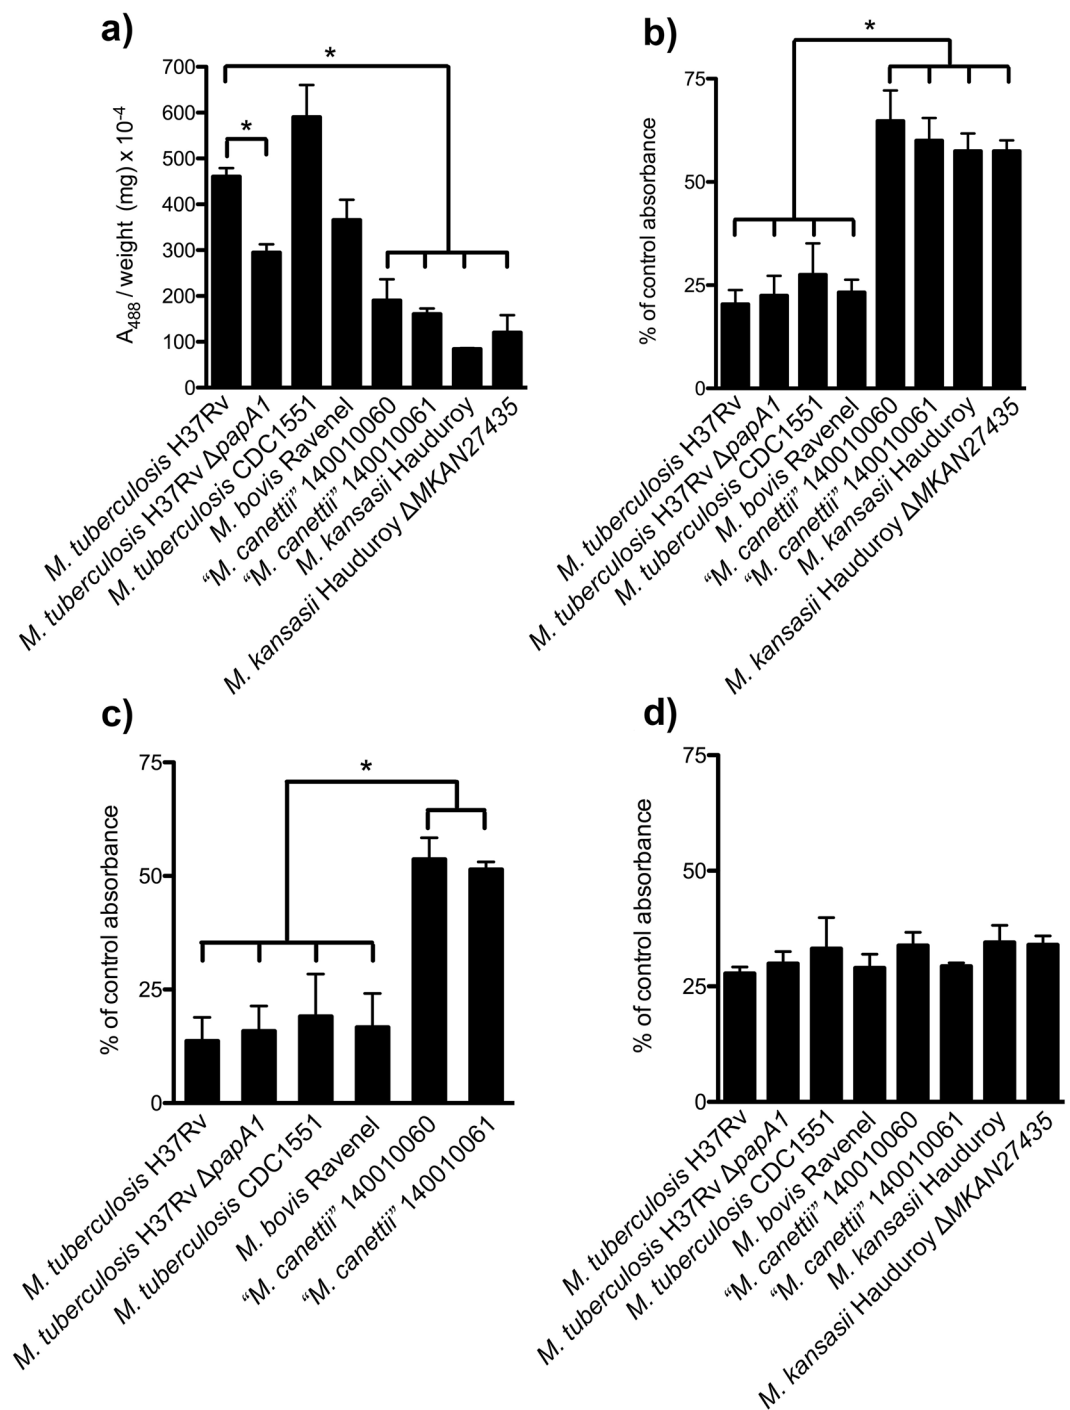 a)
*
*
A488 / weight (mg) x 10-4
700
600
500
400
300
200
100
0
M. tuberculosis H37Rv
M. tuberculosis H37Rv ΔpapA1
M. tuberculosis CDC1551
M. bovis Ravenel
“M. canettii” 140010060
“M. canettii” 140010061
M. kansasii Hauduroy
M. kansasii Hauduroy ΔMKAN27435
b)
*
% of control absorbance
75
50
25
0
M. tuberculosis H37Rv
M. tuberculosis H37Rv ΔpapA1
M. tuberculosis CDC1551
M. bovis Ravenel
“M. canettii” 140010060
“M. canettii” 140010061
M. kansasii Hauduroy
M. kansasii Hauduroy ΔMKAN27435
c)
*
% of control absorbance
75
50
25
0
M. tuberculosis H37Rv
M. tuberculosis H37Rv ΔpapA1
M. tuberculosis CDC1551
M. bovis Ravenel
“M. canettii” 140010060
“M. canettii” 140010061
d)
% of control absorbance
75
50
25
0
M. tuberculosis H37Rv
M. tuberculosis H37Rv ΔpapA1
M. tuberculosis CDC1551
M. bovis Ravenel
“M. canettii” 140010060
“M. canettii” 140010061
M. kansasii Hauduroy
M. kansasii Hauduroy ΔMKAN27435